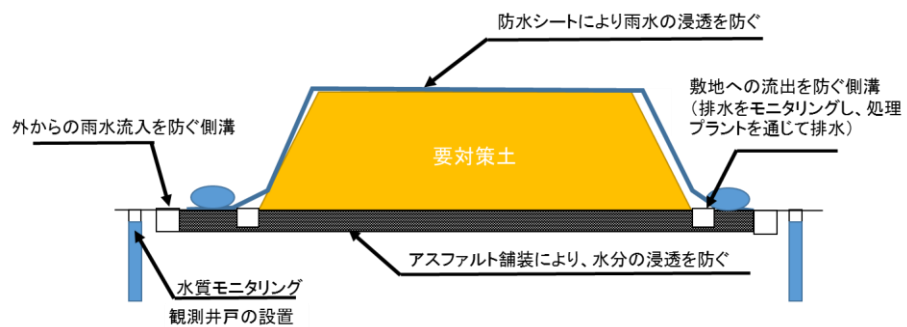 防水シートにより雨水の浸透を防ぐ
敷地への流出を防ぐ側溝
（排水をモニタリングし、処理
プラントを通じて排水）
外からの雨水流入を防ぐ側溝
要対策土
アスファルト舗装により、水分の浸透を防ぐ
水質モニタリング
観測井戸の設置